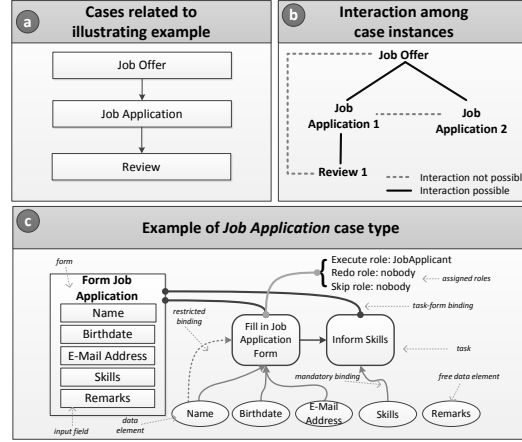 a
Cases related to
illustrating example
Job Offer
Job Application
Review
b
Interaction among
case instances
Job Offer
Job
Application 1
Job
Application 2
Review 1
Interaction not possibl
Interaction possible
c
Example of Job Application case type
form
Form Job
Application
Name
Birthdate
E-Mail Address
Skills
Remarks
input field
restricted
binding
Execute role: JobApplicant
Redo role: nobody
Skip role: nobody
assigned roles
task-form binding
Fill in Job
Application
Form
Inform Skills
task
mandatory binding
free data element
data
element
Name
Birthdate
E-Mail
Address
Skills
Remarks